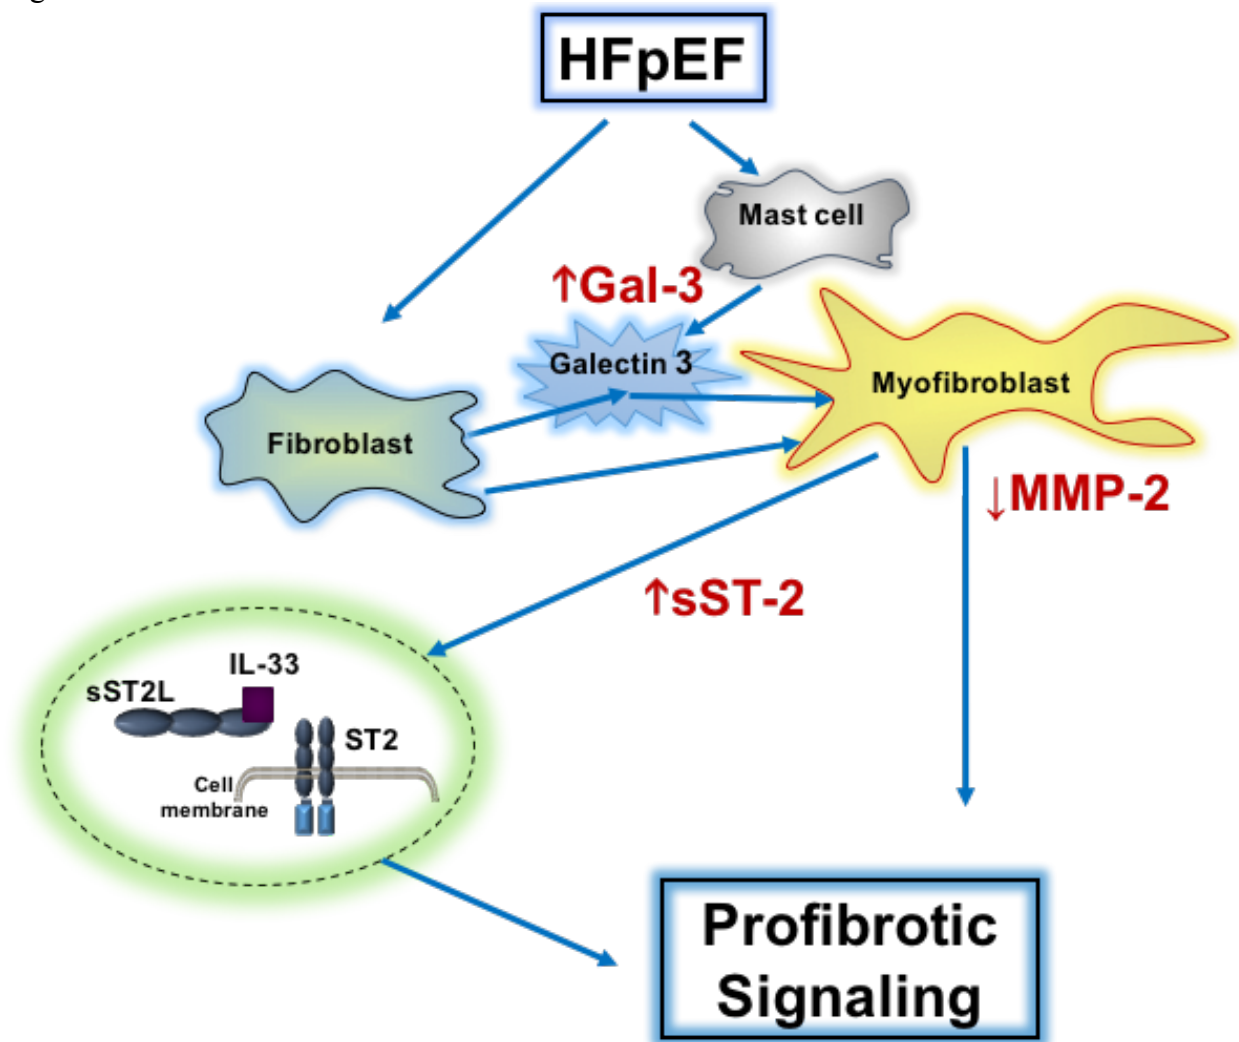 HFpEF
Mast cell
↑Gal-3
Galectin 3
Myofibroblast
Fibroblast
↓MMP-2
↑sST-2
IL-33
sST2L
ST2
Cell
membrane
Profibrotic
Signaling